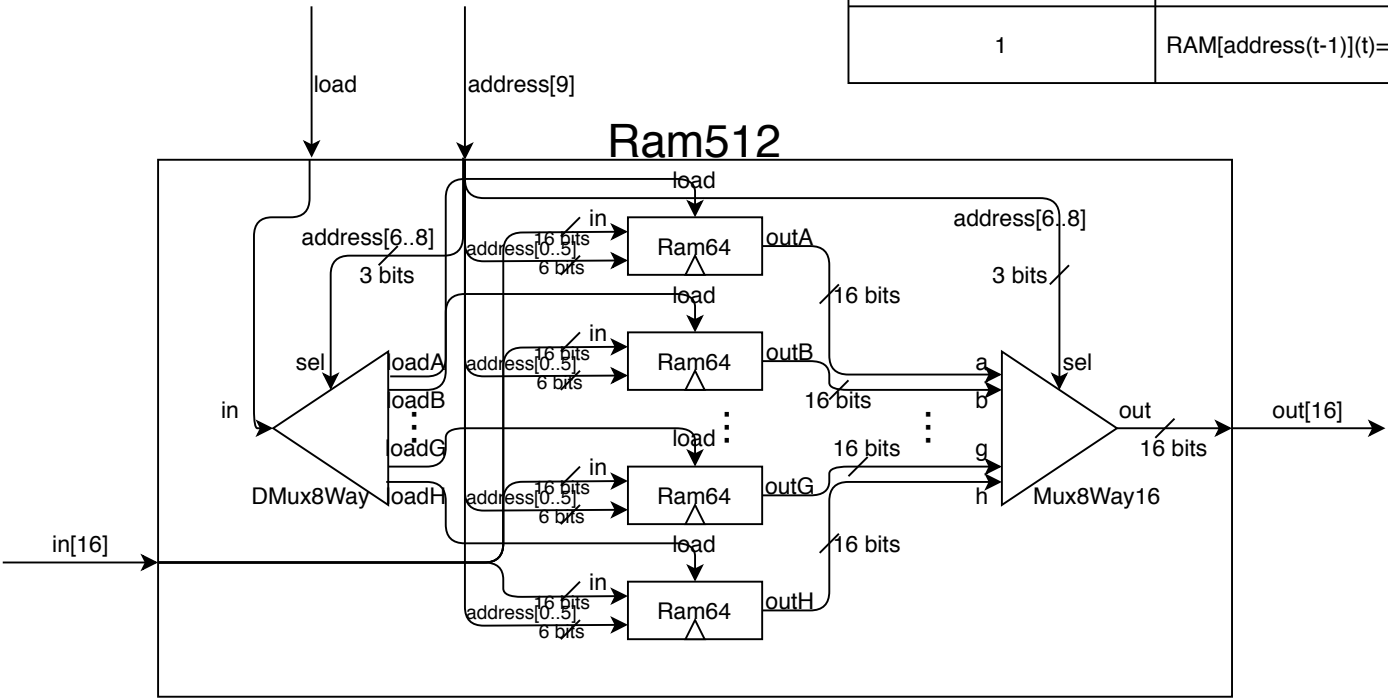 1
RAM[address(t-1)](t)=
load
address[9]
Ram512
load
address[6..8]
3 bits
in
16 bits
address[0..5]
6 bits
Ram64
outA
16 bits
address[6..8]
3 bits
load
in
16 bits
address[0..5]
6 bits
Ram64
outB
16 bits
sel
loadA
loadB
⋮
loadG
loadH
in
DMux8Way
a
b
g
h
sel
Mux8Way16
out
16 bits
out[16]
⋮
⋮
load
in
16 bits
address[0..5]
6 bits
Ram64
outG
16 bits
in[16]
load
in
16 bits
address[0..5]
6 bits
Ram64
outH
16 bits